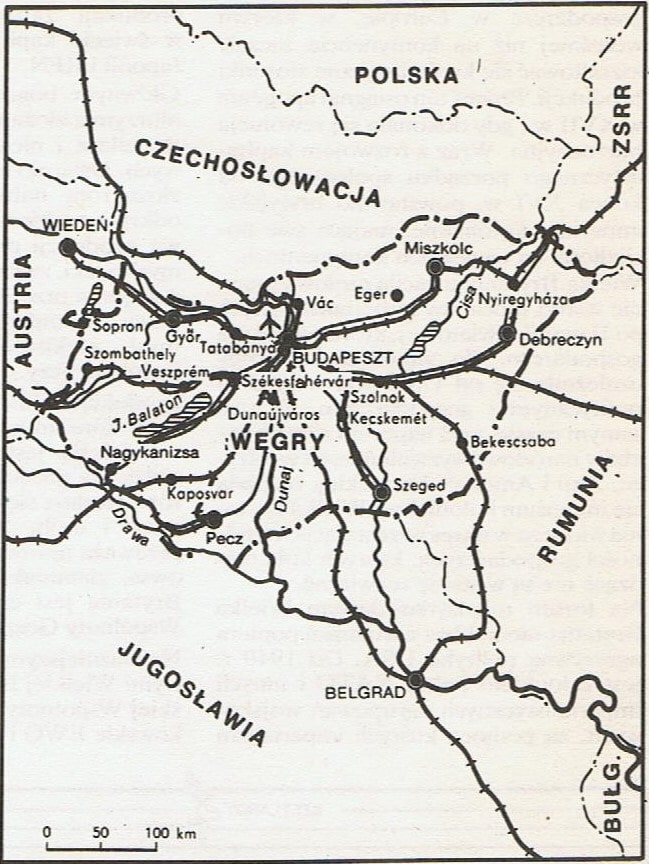 POLSKA
ZSRR
CZECHOSŁOWACJA
WIEDEŃ
AUSTRIA
Miszkolc
Vác
Eger
Cisa
Nyiregyháza
Sopron
Győr
Tatabánya
Debreczyn
BUDAPESZT
Szombathely
Veszprém
Székesfehérvár
Szolnok
J. Balaton
Dunaújváros
Kecskemét
WĘGRY
Bekescsaba
Nagykanizsa
Kaposvar
Dunaj
Szeged
RUMUNIA
Drawa
Pecz
JUGOSŁAWIA
BELGRAD
BUŁG.
0 50 100 km